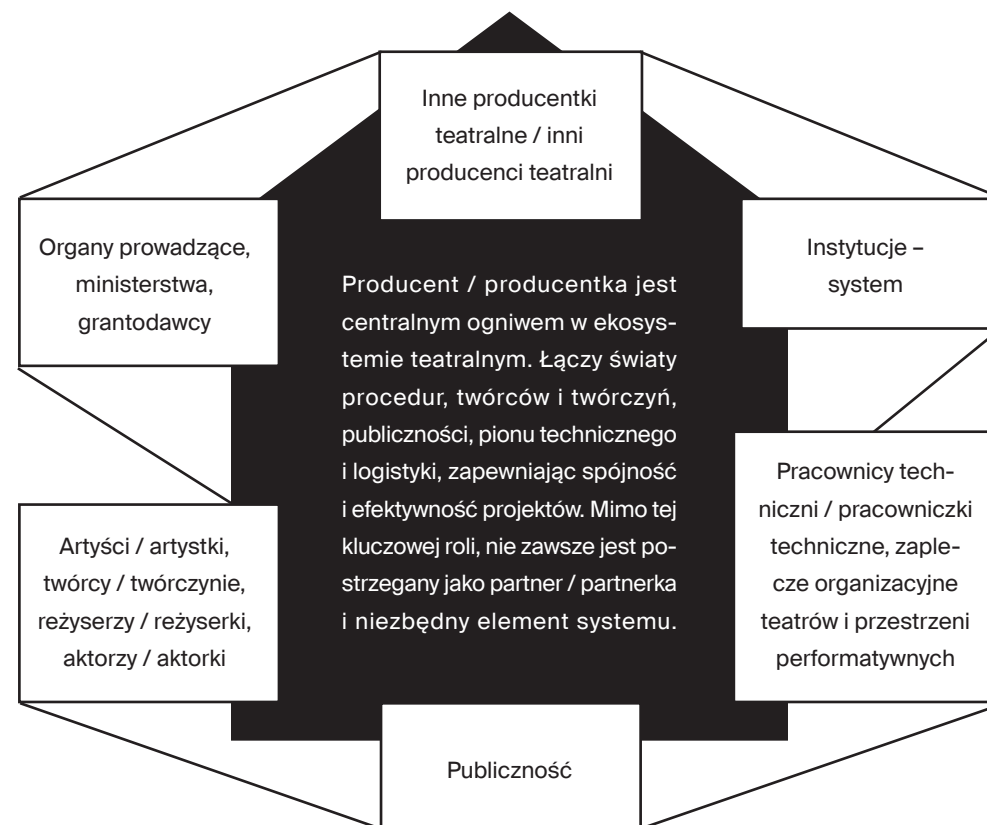 Inne producentki
teatralne / inni
producenci teatralni
Organy prowadzące,
ministerstwa,
grantodawcy
Instytucje –
system
Producent / producentka jest
centralnym ogniwem w ekosys-
temie teatralnym. Łączy światy
procedur, twórców i twórczyń,
publiczności, pionu technicznego
i logistyki, zapewniając spójność
i efektywność projektów. Mimo tej
kluczowej roli, nie zawsze jest po-
strzegany jako partner / partnerka
i niezbędny element systemu.
Artyści / artystki,
twórcy / twórczynie,
reżyserzy / reżyserki,
aktorzy / aktorki
Pracownicy tech-
niczni / pracowniczki
techniczne, zaple-
cze organizacyjne
teatrów i przestrzeni
performatywnych
Publiczność